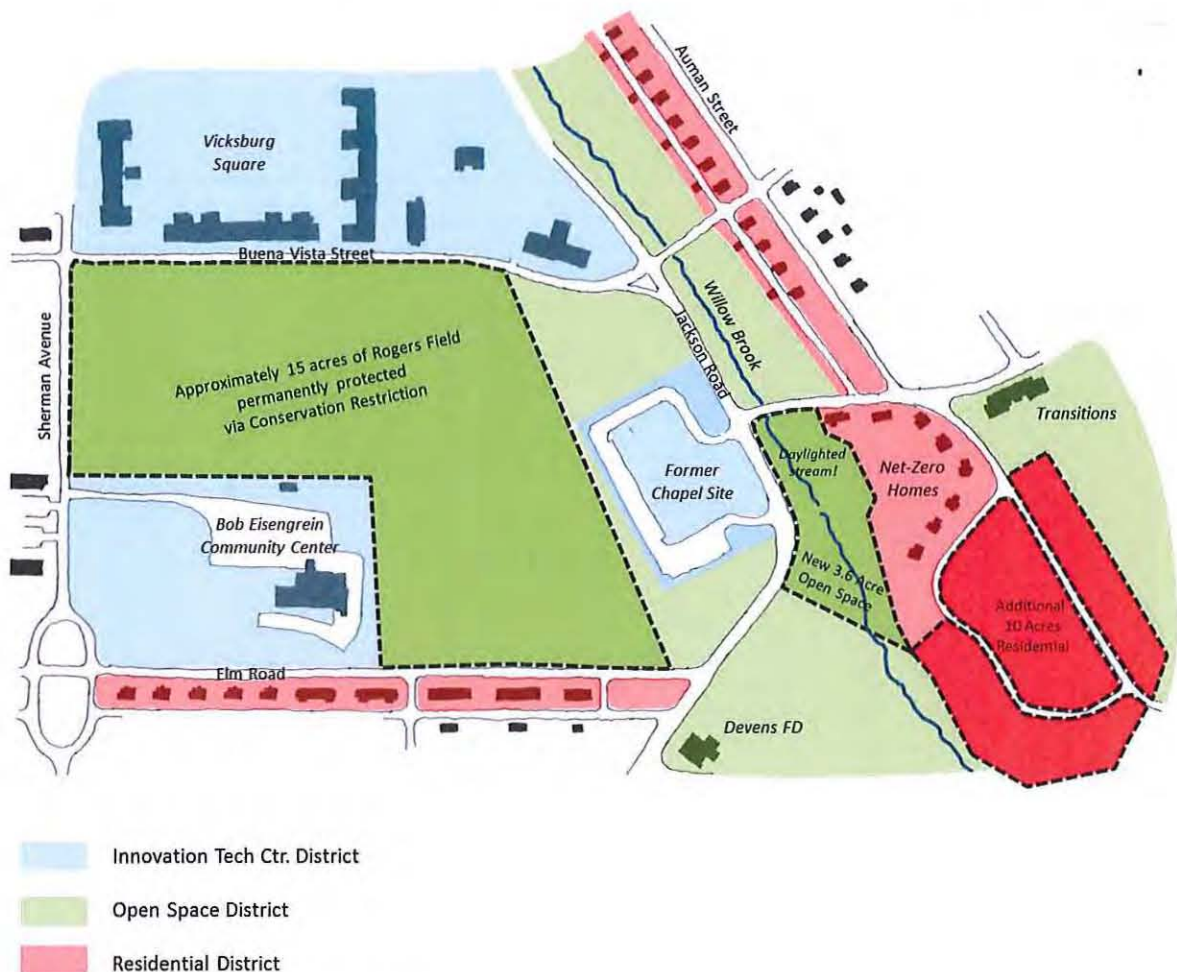 Auman Street
Vicksburg
Square
Buena Vista Street
Sherman Avenue
Willow Brook
Jackson Road
Approximately 15 acres of Rogers Field
permanently protected
via Conservation Restriction
Transitions
Daylighted
stream!
Net-Zero
Homes
Former
Chapel Site
Bob Eisengrein
Community Center
New 3.6 Acre
Open Space
Additional
10 Acres
Residential
Elm Road
Devens FD
Innovation Tech Ctr. District
Open Space District
Residential District